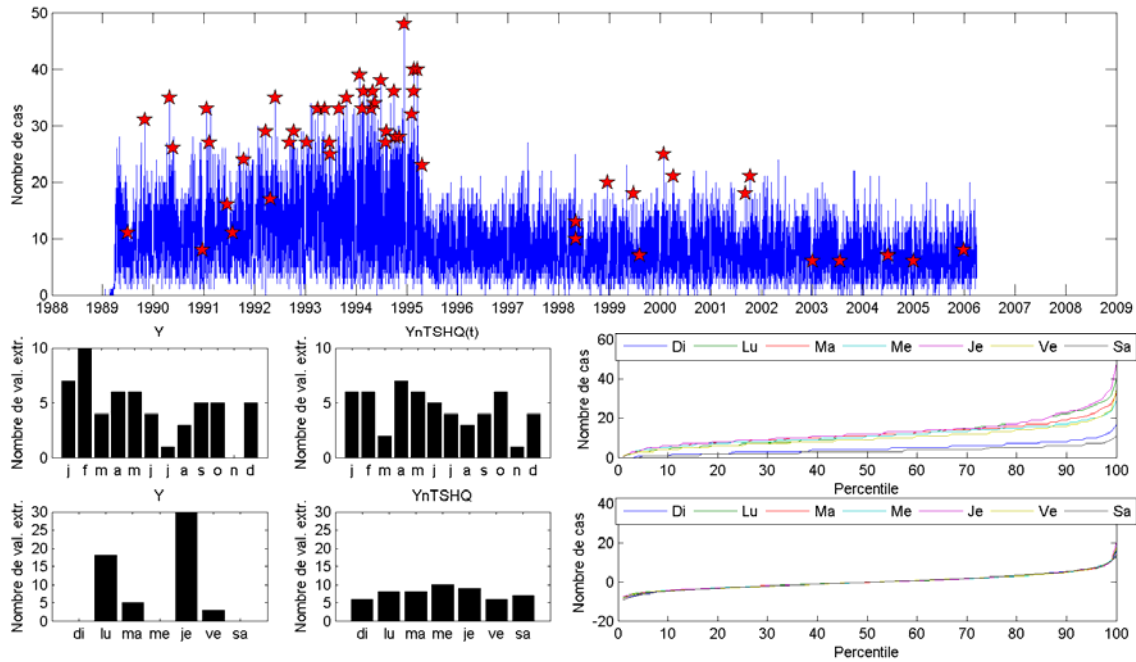 50
40
30
20
10
0
Nombre de cas
1988 1989 1990 1991 1992 1993 1994 1995 1996 1997 1998 1999 2000 2001 2002 2003 2004 2005 2006 2007 2008 2009
Y
10
5
0
Nombre de val. extr.
j f m a m j j a s o n d
YnTSHQ(t)
10
5
0
Nombre de val. extr.
j f m a m j j a s o n d
60
40
20
0
Nombre de cas
Di Lu Ma Me Je Ve Sa
10 20 30 40 50 60 70 80 90 100
Percentile
Y
30
25
20
15
10
5
0
Nombre de val. extr.
di lu ma me je ve sa
YnTSHQ
30
25
20
15
10
5
0
Nombre de val. extr.
di lu ma me je ve sa
40
20
0
-20
Nombre de cas
Di Lu Ma Me Je Ve Sa
10 20 30 40 50 60 70 80 90 100
Percentile